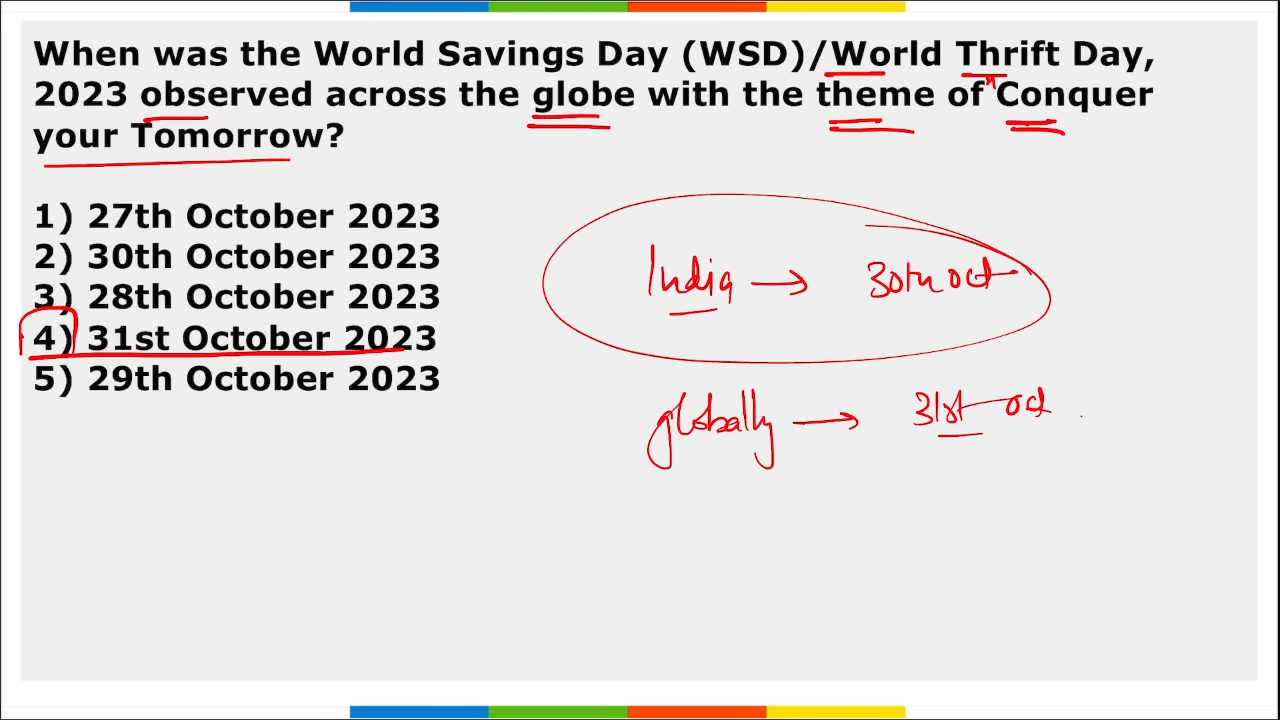 When was the World Savings Day (WSD)/World Thrift Day,
2023 observed across the globe with the theme of Conquer
your Tomorrow?
1) 27th October 2023
2) 30th October 2023
3) 28th October 2023
4) 31st October 2023
5) 29th October 2023
India → 30th oct
globally → 31st oct